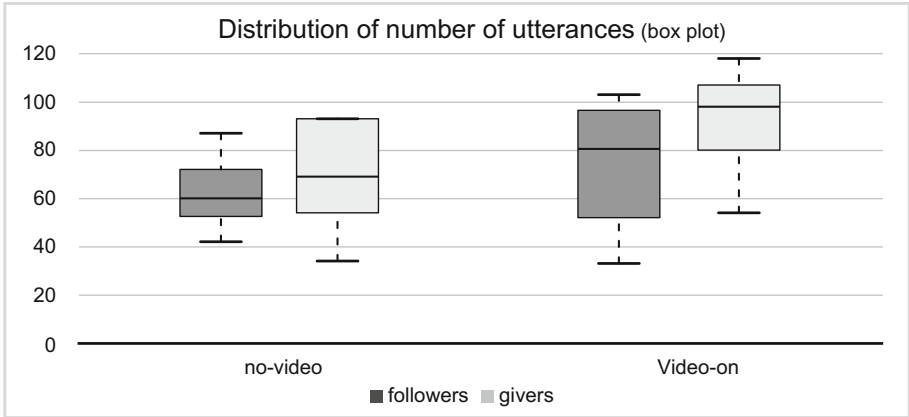 Distribution of number of utterances (box plot)
120
100
80
60
40
20
0
no-video Video-on
followers givers